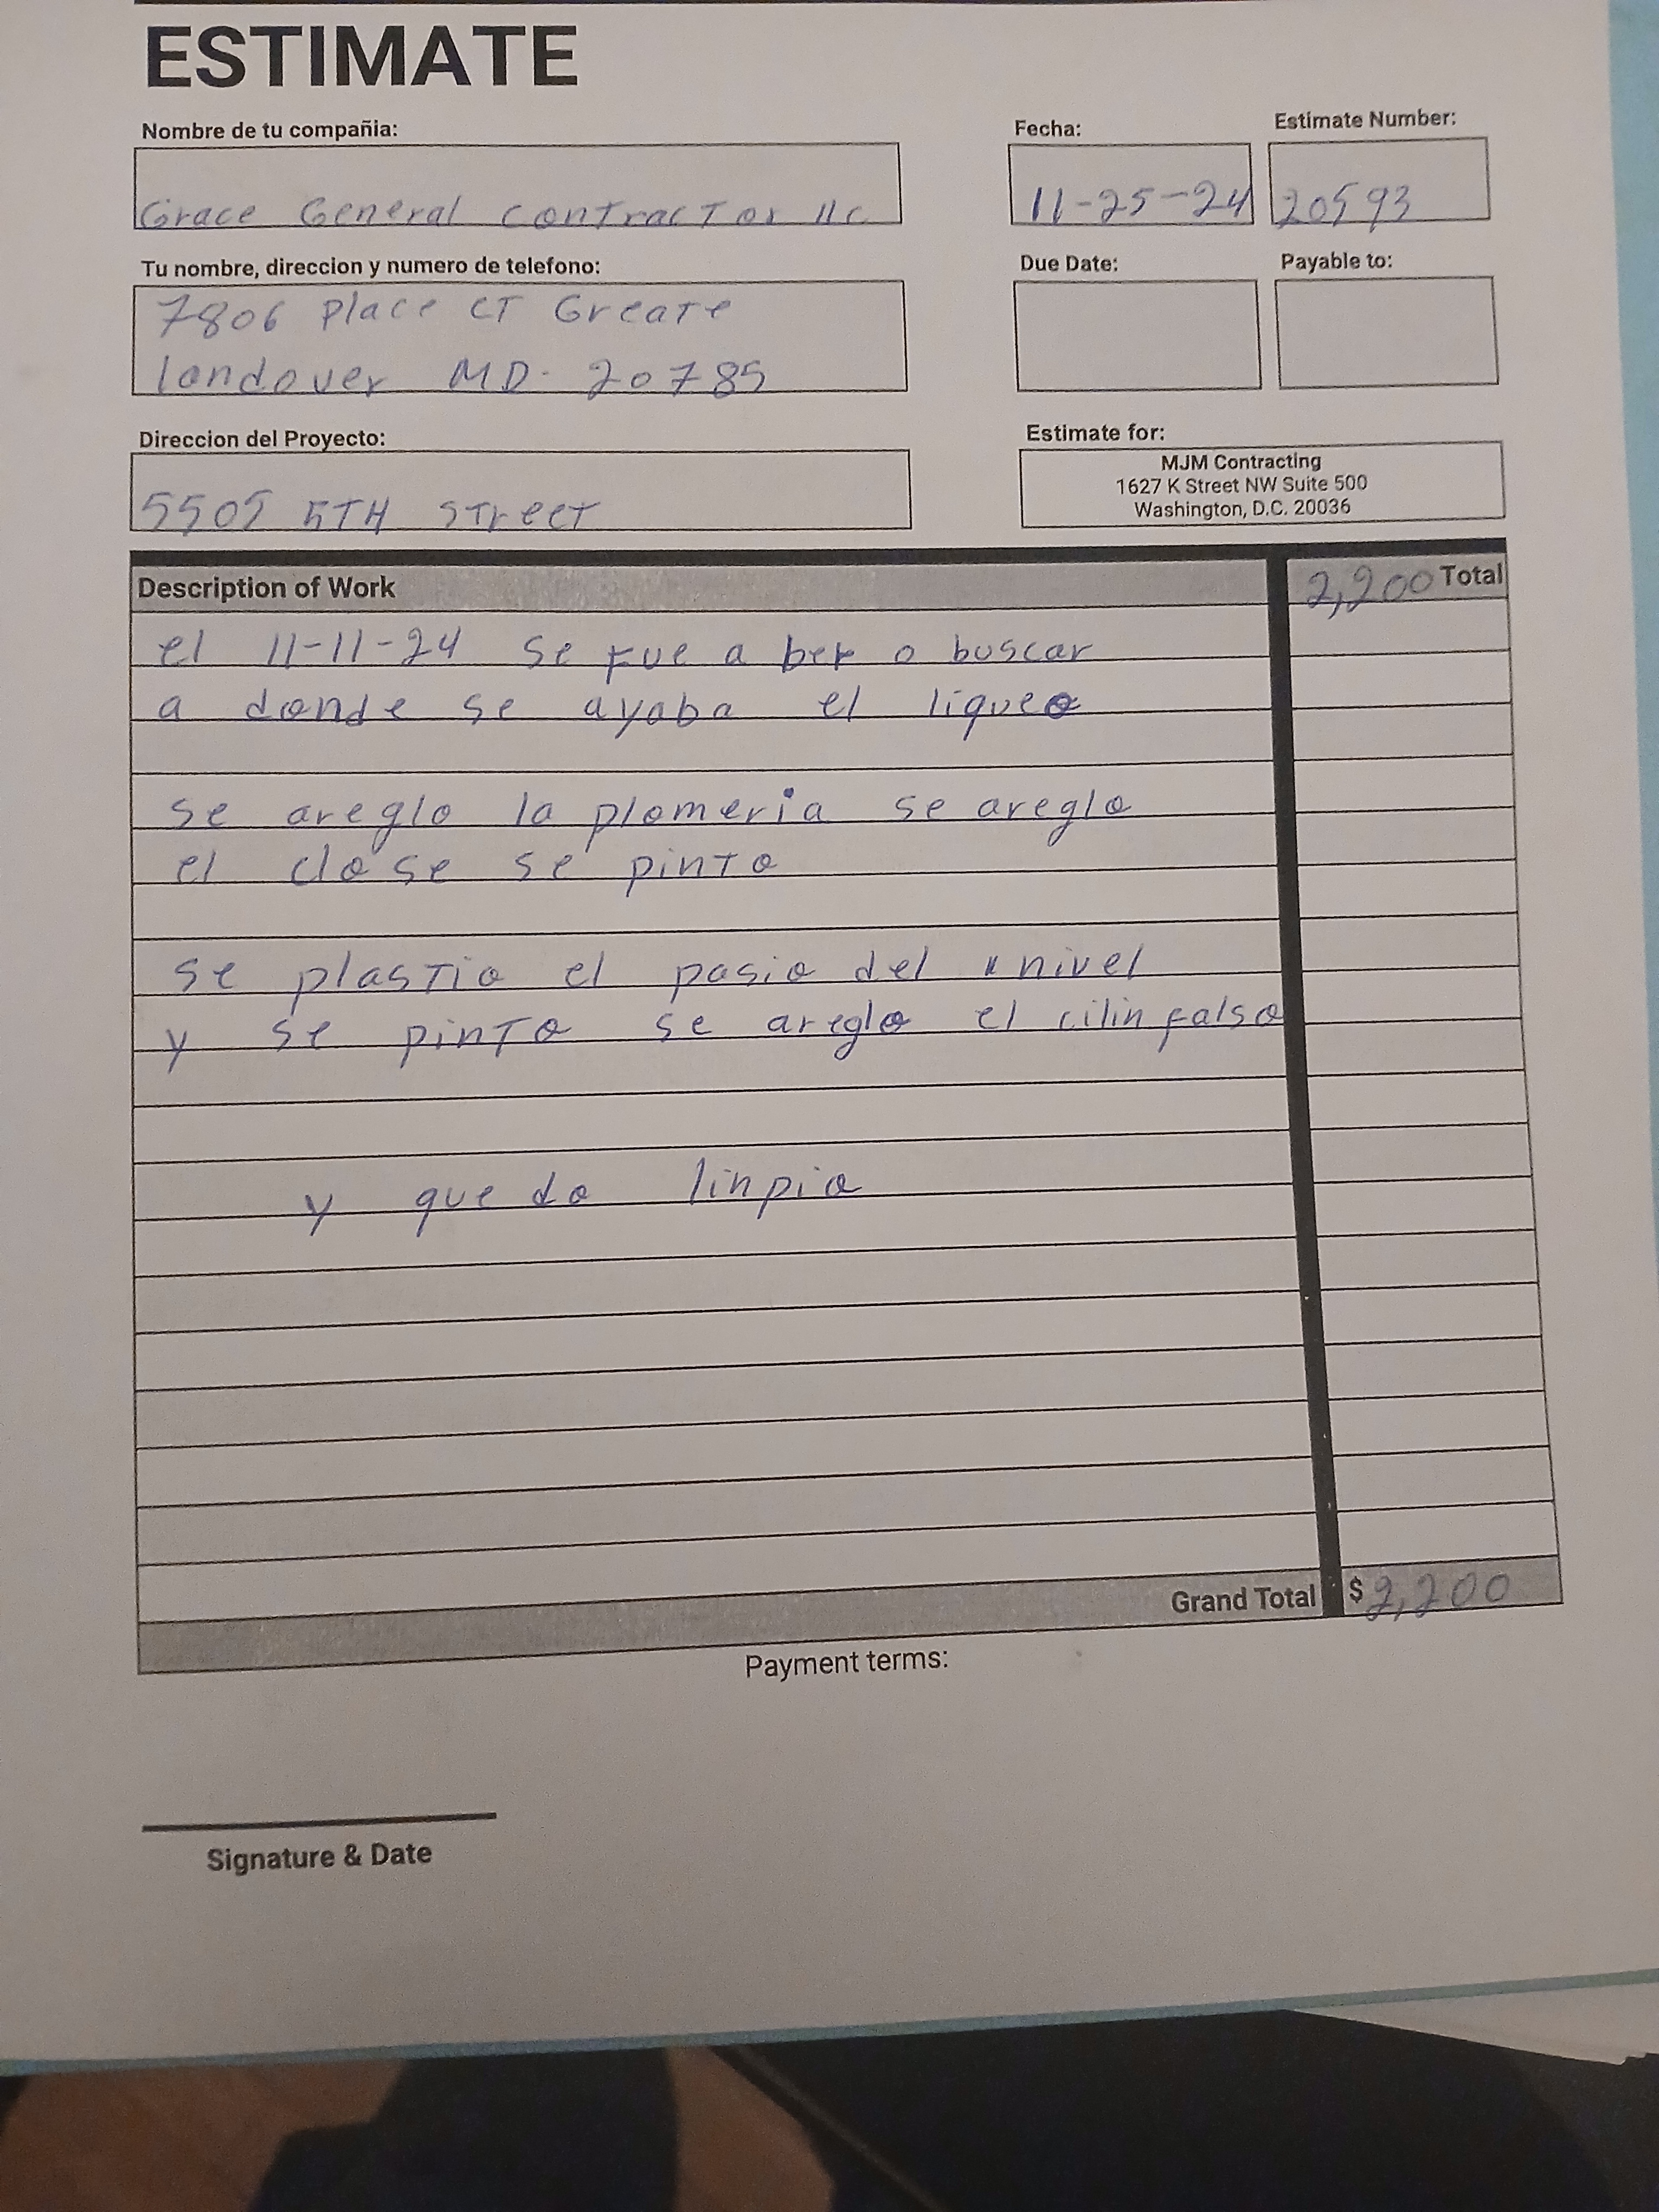 ESTIMATE
Nombre de tu compañia:
Grace General contractor llc
Fecha:
11-25-24
Estimate Number:
20593
Tu nombre, direccion y numero de telefono:
7806 Place CT Greate
landover MD. 20785
Due Date:
Payable to:
Direccion del Proyecto:
5505 5TH STreet
Estimate for:
MJM Contracting
1627 K Street NW Suite 500
Washington, D.C. 20036
Description of Work
2,200 Total
el 11-11-24 se fue a ber o buscar
a donde se ayaba el liqueo
se areglo la plomeria se areglo
el close se pinto
se plastio el pasio del nivel
y se pinto se areglo el cilin falso
y quedo linpio
Grand Total $2,200
Payment terms:
Signature & Date